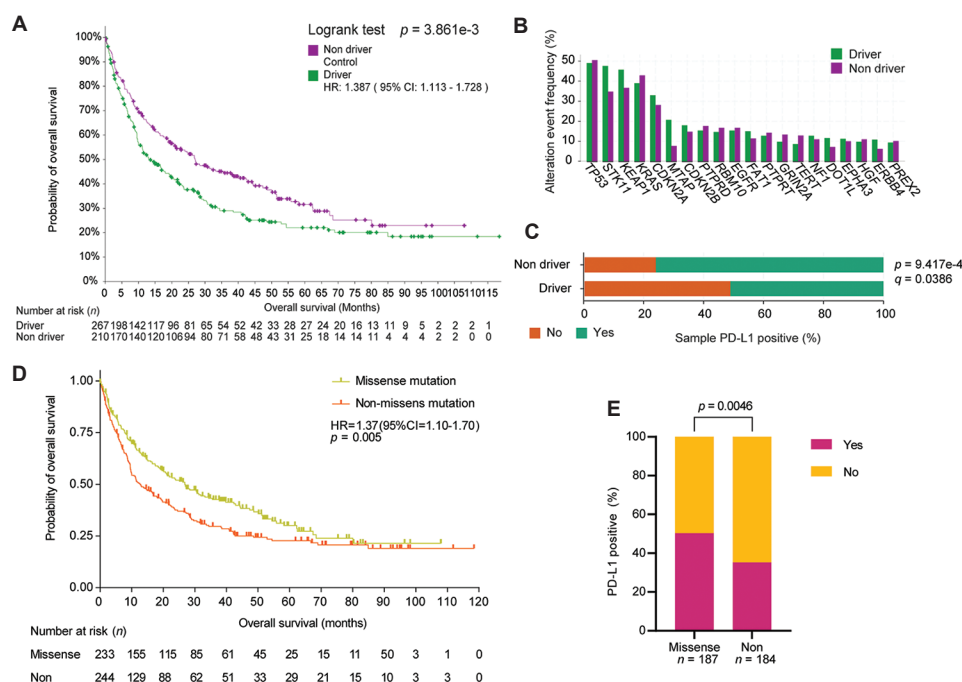 A
Logrank test p = 3.861e-3
Non driver
Control
Driver
HR: 1.387 ( 95% CI: 1.113 - 1.728 )
Probability of overall survival
100%
90%
80%
70%
60%
50%
40%
30%
20%
10%
0%
0 5 10 15 20 25 30 35 40 45 50 55 60 65 70 75 80 85 90 95 100105110 115
Overall survival (Months)
Number at risk (n)
Driver 267 198 142 117 96 81 65 54 52 42 33 28 27 24 20 16 13 11 9 5 2 2 2 1
Non driver 210 170 140 120 106 94 80 71 58 48 43 31 25 18 14 14 11 4 4 4 2 2 0 0
B
Alteration event frequency (%)
Driver
Non driver
50
40
30
20
10
0
TP53
STK11
KEAP1
KRAS
CDKN2A
MTAP
CDKN2B
PTPRD
RBM10
EGFR
FAT1
PTPRT
GRIN2A
TERT
NF1
DOT1L
EPHA3
HGF
ERBB4
PREX2
C
Non driver
Driver
p = 9.417e-4
q = 0.0386
0 20 40 60 80 100
No Yes Sample PD-L1 positive (%)
D
Missense mutation
Non-missens mutation
HR=1.37(95%CI=1.10-1.70)
p = 0.005
Probability of overall survival
1.00
0.75
0.50
0.25
0.00
0 10 20 30 40 50 60 70 80 90 100 110 120
Overall survival (months)
Number at risk (n)
Missense 233 155 115 85 61 45 25 15 11 50 3 1 0
Non 244 129 88 62 51 33 29 21 15 10 3 3 0
E
p = 0.0046
Yes
No
PD-L1 positive (%)
100
80
60
40
20
0
Missense Non
n = 187 n = 184